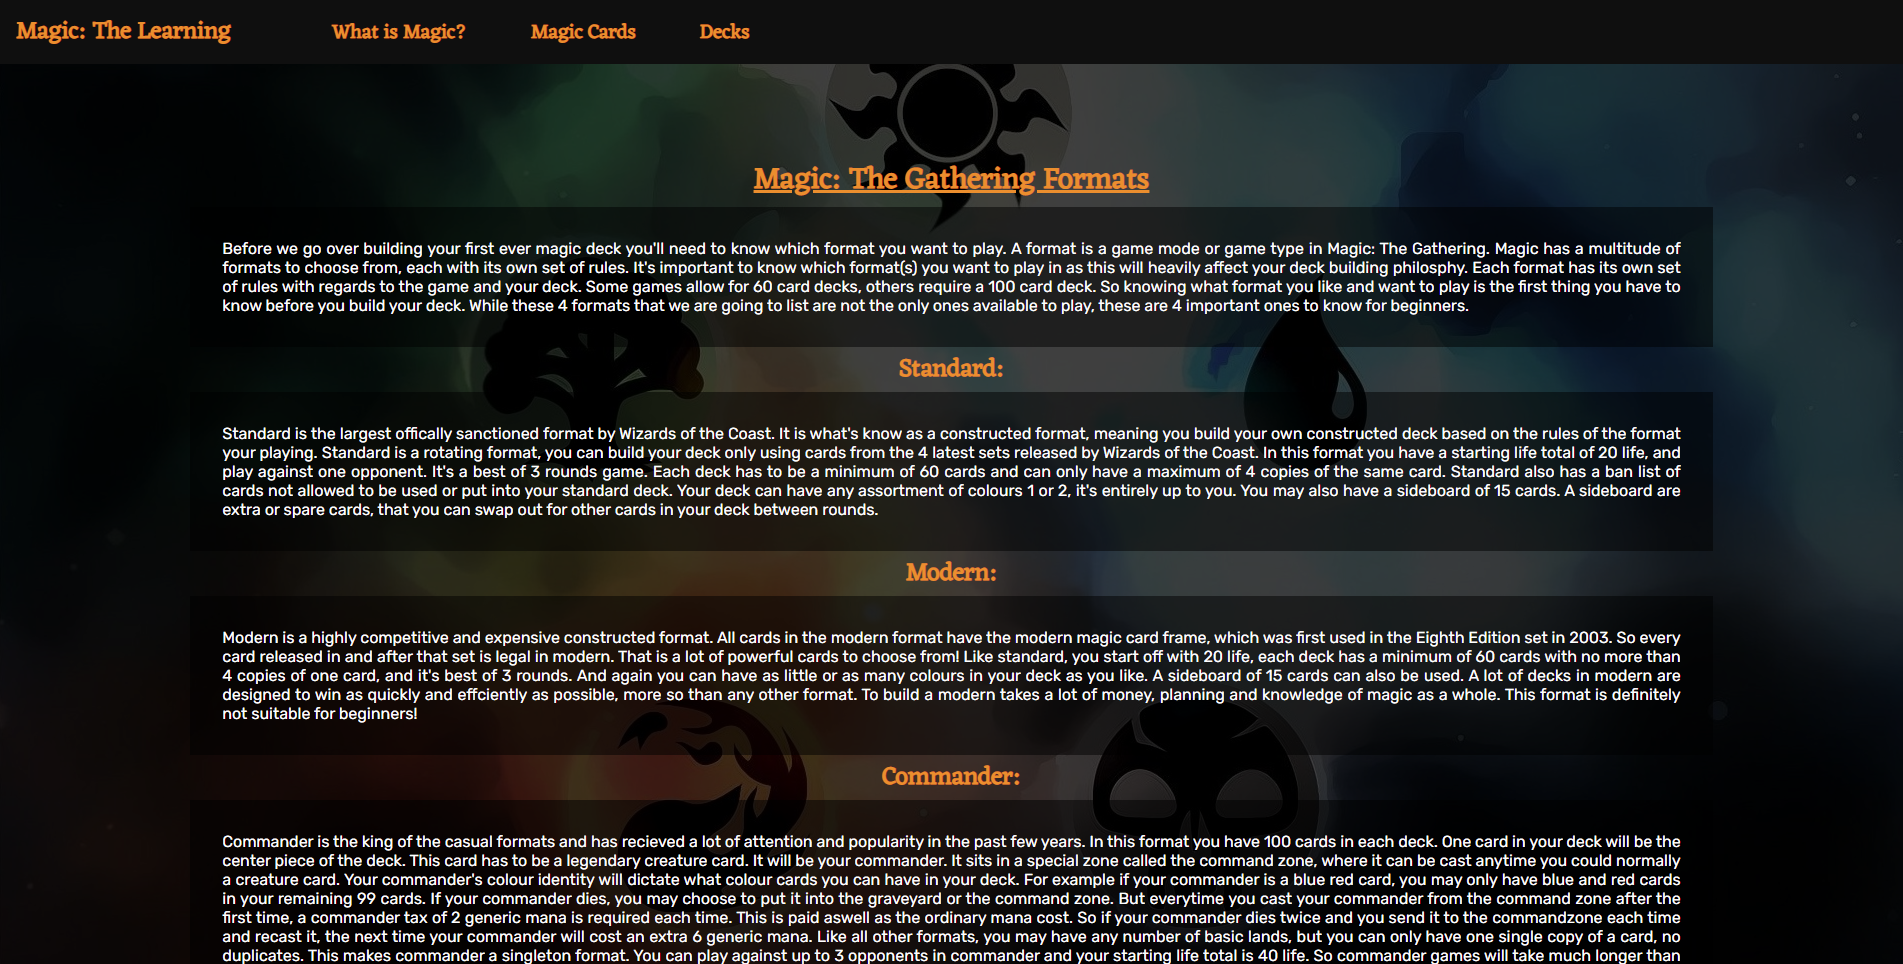 Magic: The Learning What is Magic? Magic Cards Decks
Magic: The Gathering Formats
Before we go over building your first ever magic deck you'll need to know which format you want to play. A format is a game mode or game type in Magic: The Gathering. Magic has a multitude of
formats to choose from, each with its own set of rules. It's important to know which format(s) you want to play in as this will heavily affect your deck building philosphy. Each format has its own set
of rules with regards to the game and your deck. Some games allow for 60 card decks, others require a 100 card deck. So knowing what format you like and want to play is the first thing you have to
know before you build your deck. While these 4 formats that we are going to list are not the only ones available to play, these are 4 important ones to know for beginners.
Standard:
Standard is the largest offically sanctioned format by Wizards of the Coast. It is what's know as a constructed format, meaning you build your own constructed deck based on the rules of the format
your playing. Standard is a rotating format, you can build your deck only using cards from the 4 latest sets released by Wizards of the Coast. In this format you have a starting life total of 20 life, and
play against one opponent. It's a best of 3 rounds game. Each deck has to be a minimum of 60 cards and can only have a maximum of 4 copies of the same card. Standard also has a ban list of
cards not allowed to be used or put into your standard deck. Your deck can have any assortment of colours 1 or 2, it's entirely up to you. You may also have a sideboard of 15 cards. A sideboard are
extra or spare cards, that you can swap out for other cards in your deck between rounds.
Modern:
Modern is a highly competitive and expensive constructed format. All cards in the modern format have the modern magic card frame, which was first used in the Eighth Edition set in 2003. So every
card released in and after that set is legal in modern. That is a lot of powerful cards to choose from! Like standard, you start off with 20 life, each deck has a minimum of 60 cards with no more than
4 copies of one card, and it's best of 3 rounds. And again you can have as little or as many colours in your deck as you like. A sideboard of 15 cards can also be used. A lot of decks in modern are
designed to win as quickly and effciently as possible, more so than any other format. To build a modern takes a lot of money, planning and knowledge of magic as a whole. This format is definitely
not suitable for beginners!
Commander:
Commander is the king of the casual formats and has recieved a lot of attention and popularity in the past few years. In this format you have 100 cards in each deck. One card in your deck will be the
center piece of the deck. This card has to be a legendary creature card. It will be your commander. It sits in a special zone called the command zone, where it can be cast anytime you could normally
a creature card. Your commander's colour identity will dictate what colour cards you can have in your deck. For example if your commander is a blue red card, you may only have blue and red cards
in your remaining 99 cards. If your commander dies, you may choose to put it into the graveyard or the command zone. But everytime you cast your commander from the command zone after the
first time, a commander tax of 2 generic mana is required each time. This is paid aswell as the ordinary mana cost. So if your commander dies twice and you send it to the commandzone each time
and recast it, the next time your commander will cost an extra 6 generic mana. Like all other formats, you may have any number of basic lands, but you can only have one single copy of a card, no
duplicates. This makes commander a singleton format. You can play against up to 3 opponents in commander and your starting life total is 40 life. So commander games will take much longer than